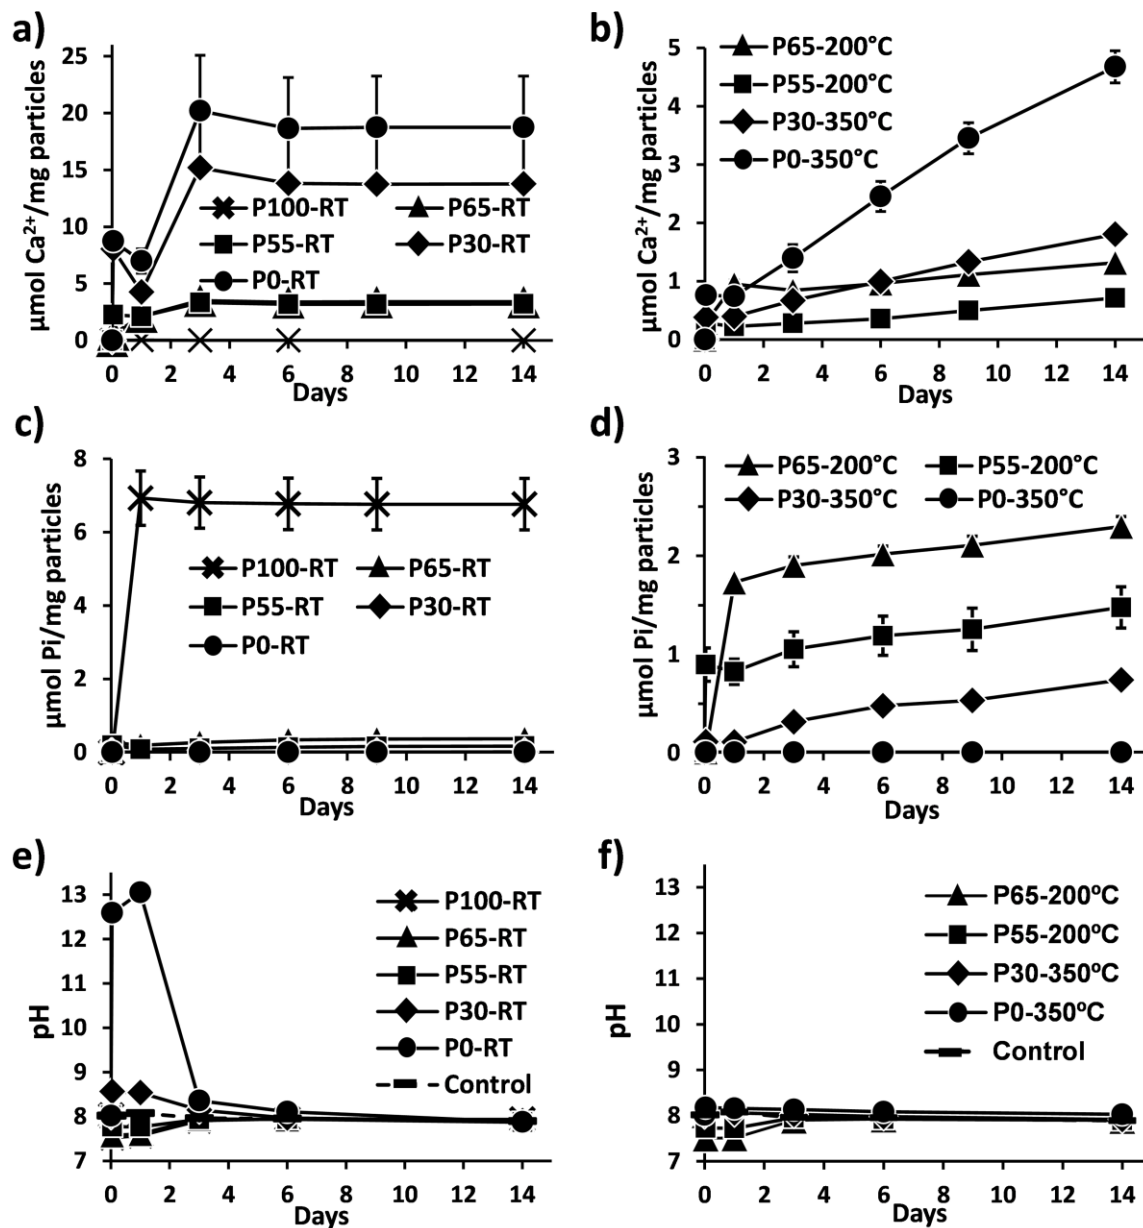 a)
µmol Ca²⁺/mg particles
25
20
15
10
5
0
P100-RT P65-RT
P55-RT P30-RT
P0-RT
0 2 4 6 8 10 12 14
Days
b)
µmol Ca²⁺/mg particles
5
4
3
2
1
0
P65-200°C
P55-200°C
P30-350°C
P0-350°C
0 2 4 6 8 10 12 14
Days
c)
µmol Pi/mg particles
8
6
4
2
0
P100-RT P65-RT
P55-RT P30-RT
P0-RT
0 2 4 6 8 10 12 14
Days
d)
µmol Pi/mg particles
3
2
1
0
P65-200°C P55-200°C
P30-350°C P0-350°C
0 2 4 6 8 10 12 14
Days
e)
pH
13
12
11
10
9
8
7
P100-RT
P65-RT
P55-RT
P30-RT
P0-RT
Control
0 2 4 6 8 10 12 14
Days
f)
pH
13
12
11
10
9
8
7
P65-200ºC
P55-200ºC
P30-350ºC
P0-350ºC
Control
0 2 4 6 8 10 12 14
Days